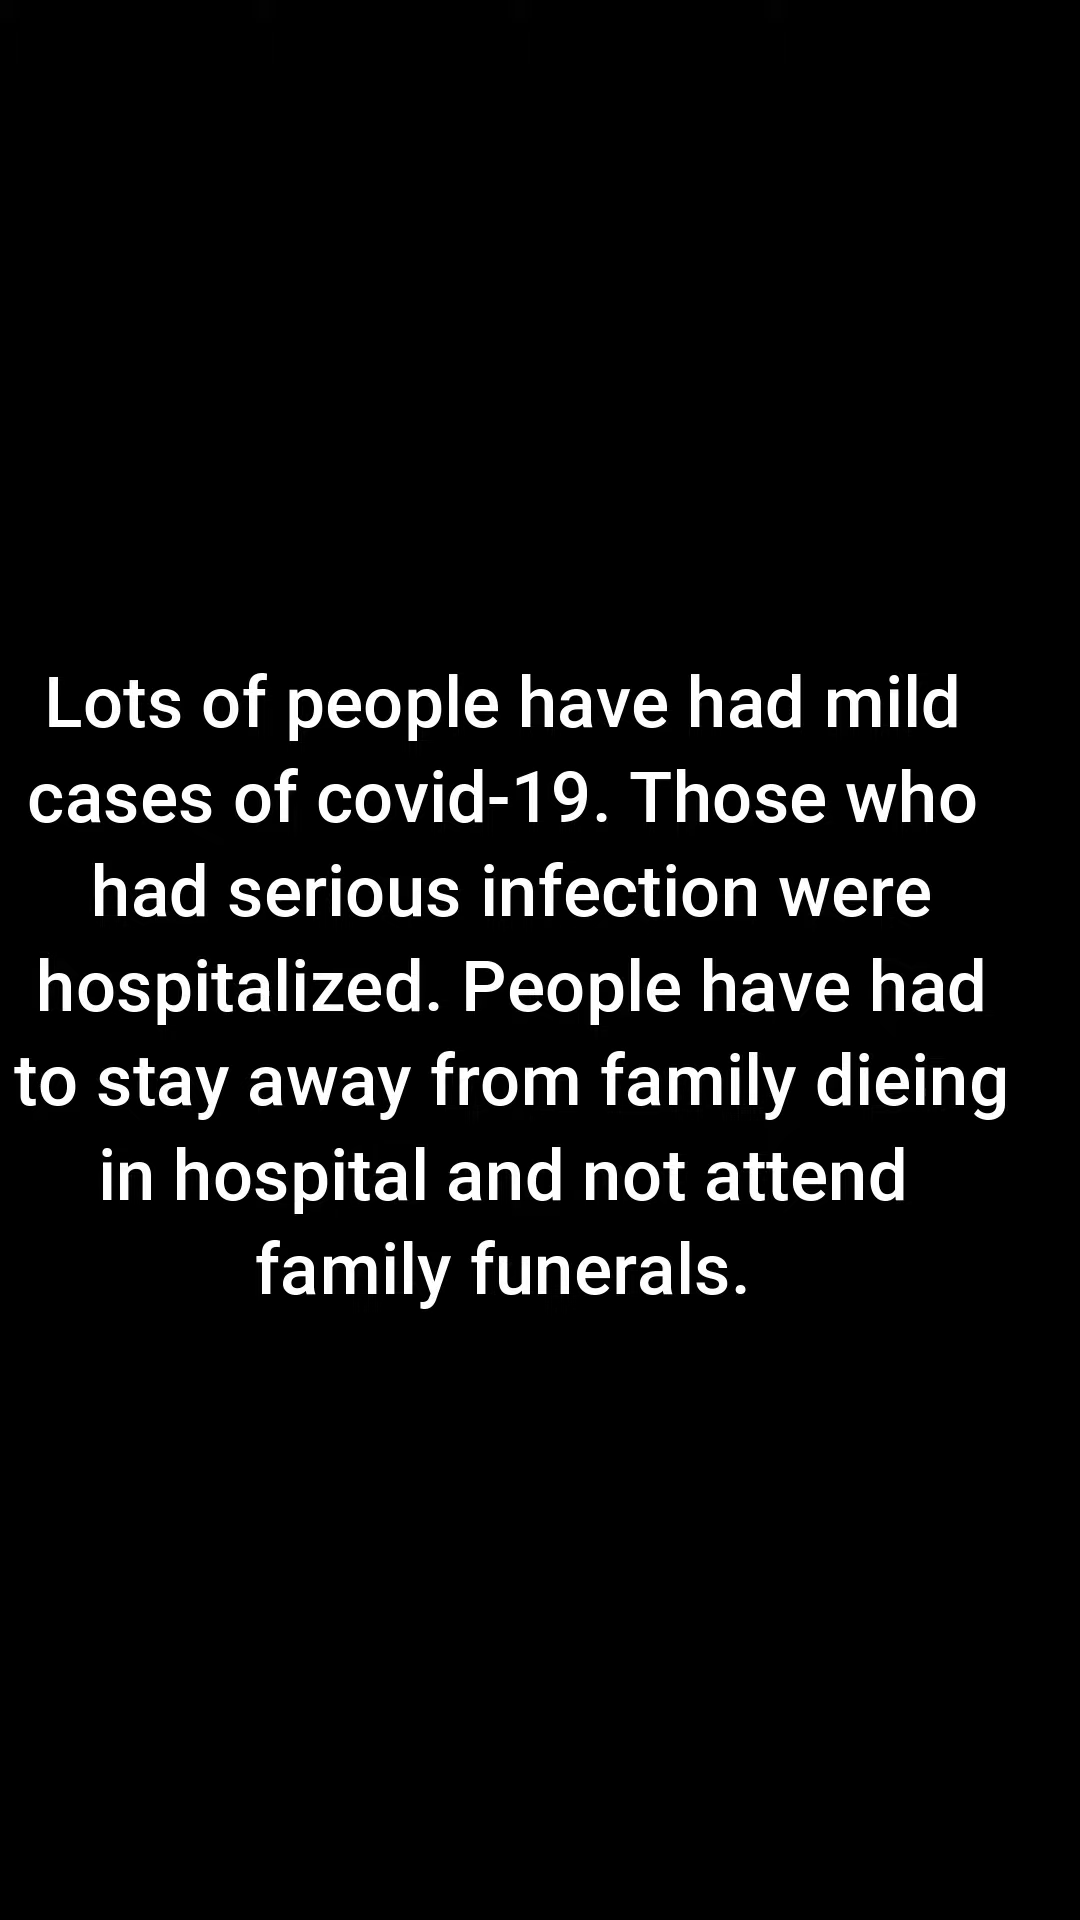 Lots of people have had mild
cases of covid-19. Those who
had serious infection were
hospitalized. People have had
to stay away from family dieing
in hospital and not attend
family funerals.